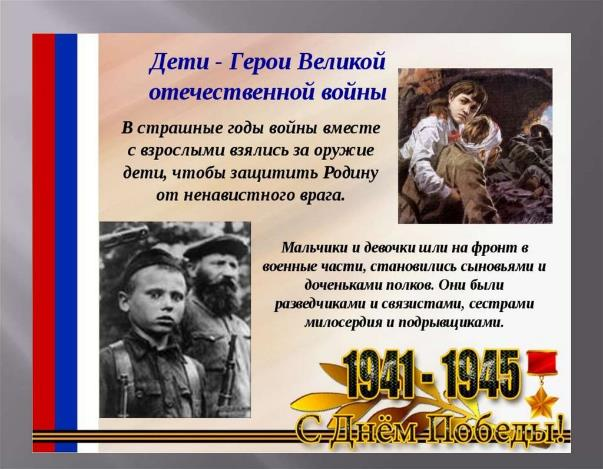 Дети - Герои Великой
отечественной войны
В страшные годы войны вместе
с взрослыми взялись за оружие
дети, чтобы защитить Родину
от ненавистного врага.
Мальчики и девочки шли на фронт в
военные части, становились сыновьями и
доченьками полков. Они были
разведчиками и связистами, сестрами
милосердия и подрывщиками.
1941 - 1945
С Днём Победы!